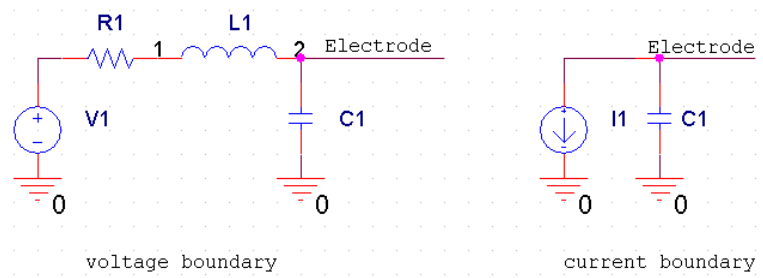 R1
L1
1
2
Electrode
Electrode
V1
C1
I1
C1
0
0
0
0
voltage boundary
current boundary